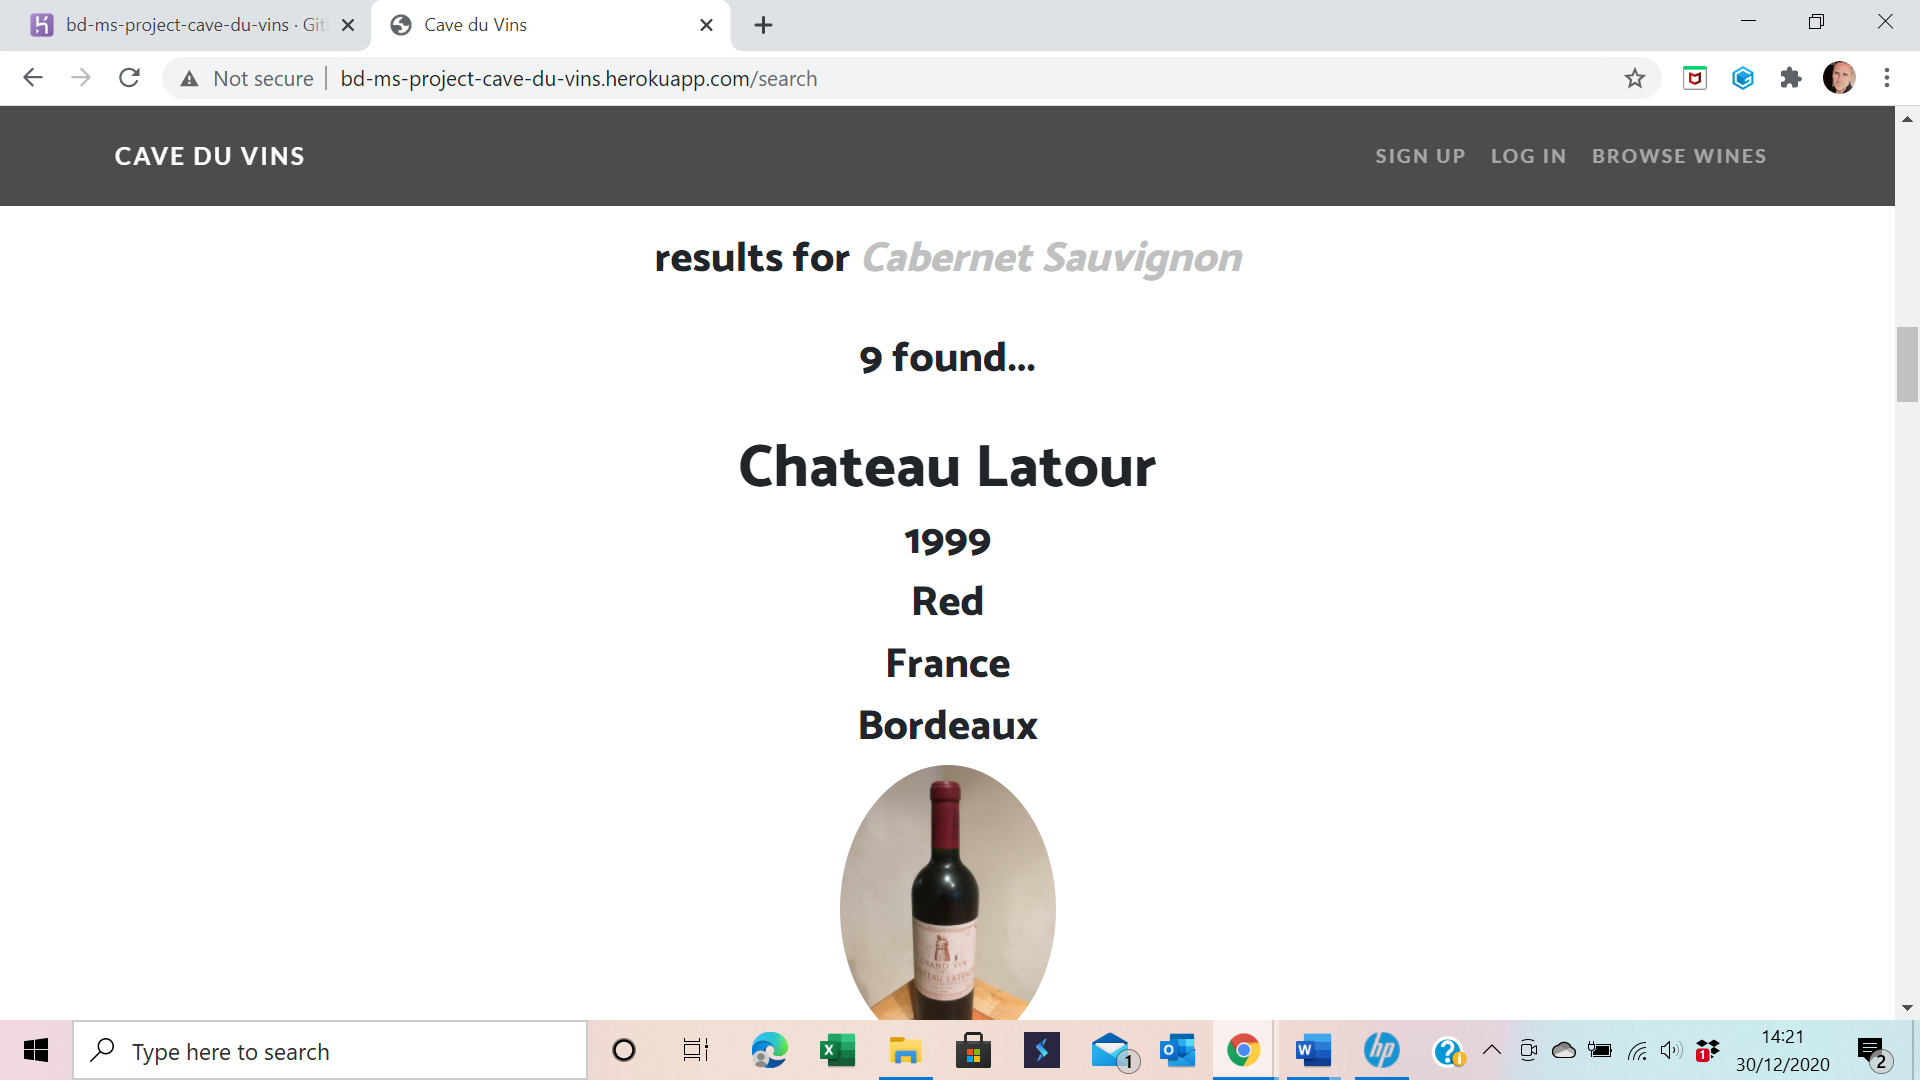 bd-ms-project-cave-du-vins · Git
Cave du Vins
Not secure
bd-ms-project-cave-du-vins.herokuapp.com/search
CAVE DU VINS
SIGN UP
LOG IN
BROWSE WINES
results for Cabernet Sauvignon
9 found...
Chateau Latour
1999
Red
France
Bordeaux
GRAND VIN
Type here to search
1
1
14:21
30/12/2020
2